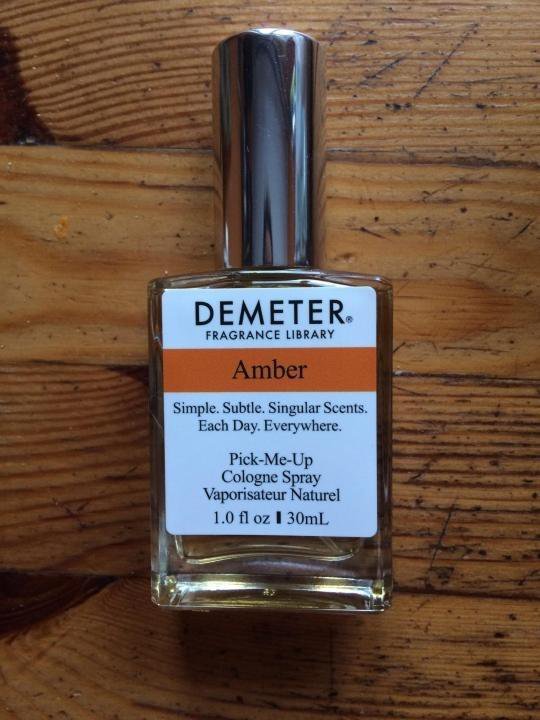 DEMETER®
FRAGRANCE LIBRARY
Amber
Simple. Subtle. Singular Scents.
Each Day. Everywhere.
Pick-Me-Up
Cologne Spray
Vaporisateur Naturel
1.0 fl oz | 30mL